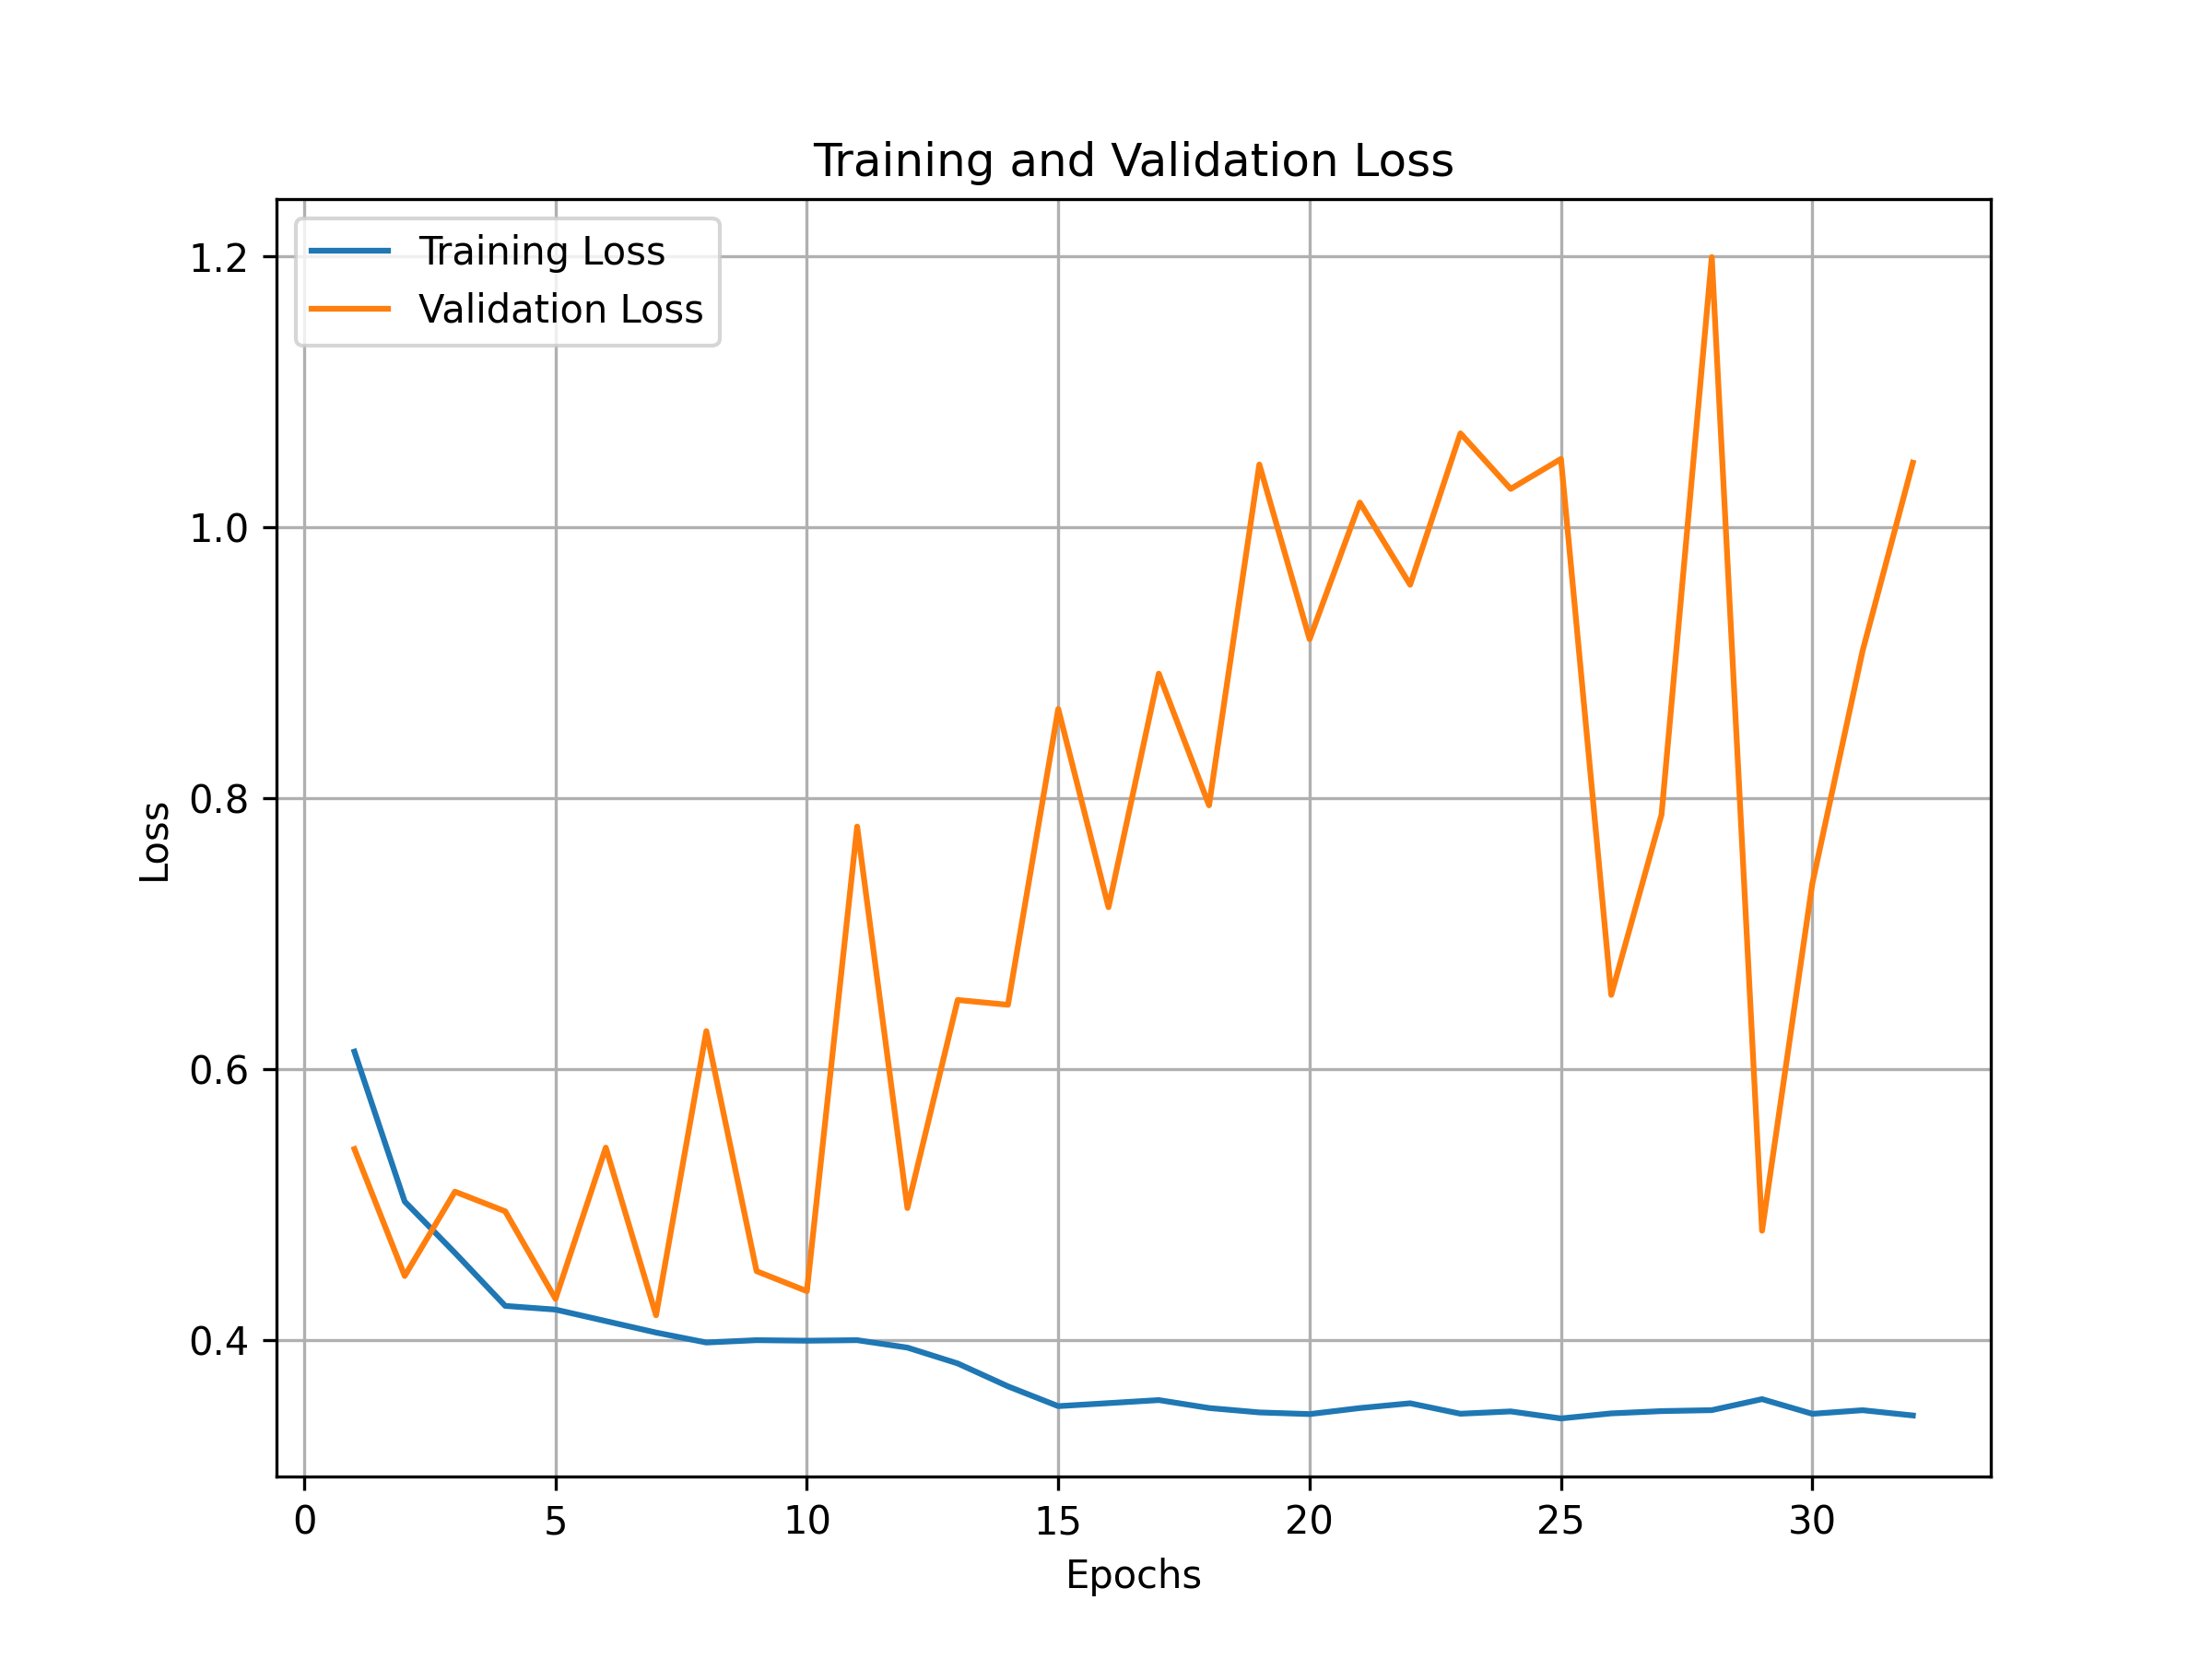 Training and Validation Loss
Training Loss
Validation Loss
1.2
1.0
0.8
0.6
0.4
Loss
0 5 10 15 20 25 30
Epochs